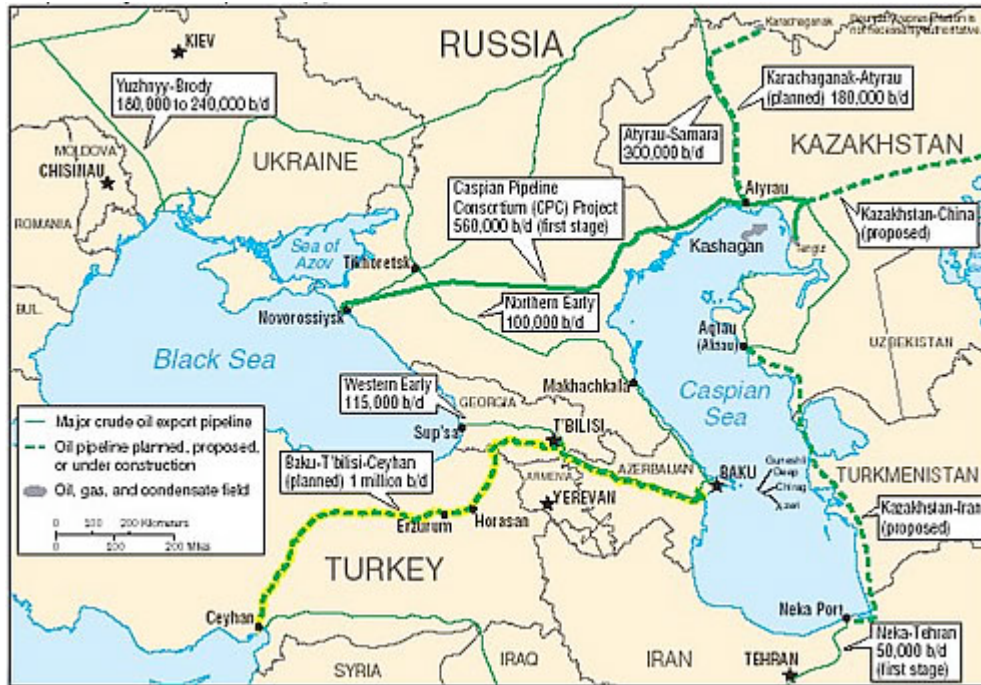 Karachaganak
not necessarily authoritative.
KIEV
RUSSIA
Yuzhnyy-Brody
180,000 to 240,000 b/d
Karachaganak-Atyrau
(planned) 180,000 b/d
MOLDOVA
CHISINAU
UKRAINE
Atyrau-Samara
300,000 b/d
KAZAKHSTAN
Caspian Pipeline
Consortium (CPC) Project
560,000 b/d (first stage)
Atyrau
ROMANIA
Sea of
Azov
Kashagan
Kazakhstan-China
(proposed)
Tikhoretsk
BUL.
Novorossiysk
Northern Early
100,000 b/d
Aqtau
(Aktau)
UZBEKISTAN
Black Sea
Western Early
115,000 b/d
Makhachkala
Caspian
Sea
GEORGIA
Major crude oil export pipeline
Oil pipeline planned, proposed,
or under construction
Oil, gas, and condensate field
Sup'sa
T'BILISI
Baku-T'bilisi-Ceyhan
(planned) 1 million b/d
ARMENIA
AZERBAIJAN
BAKU
Guneshli
Deep
Chirag
Azeri
TURKMENISTAN
YEREVAN
Kazakhstan-Iran
(proposed)
0 100 200 Kilometers
0 100 200 Miles
Erzurum
Horasan
TURKEY
Ceyhan
Neka Port
Neka-Tehran
50,000 b/d
(first stage)
SYRIA
IRAQ
IRAN
TEHRAN